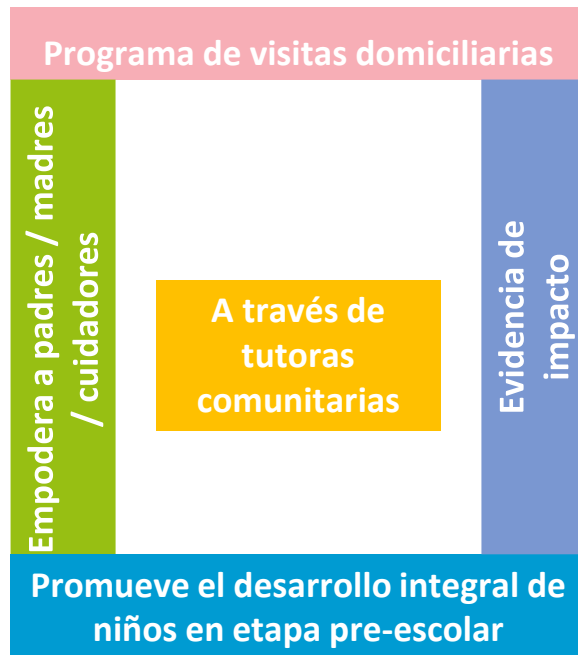 Programa de visitas domiciliarias
Empodera a padres / madres
/ cuidadores
A través de
tutoras
comunitarias
Evidencia de
impacto
Promueve el desarrollo integral de
niños en etapa pre-escolar